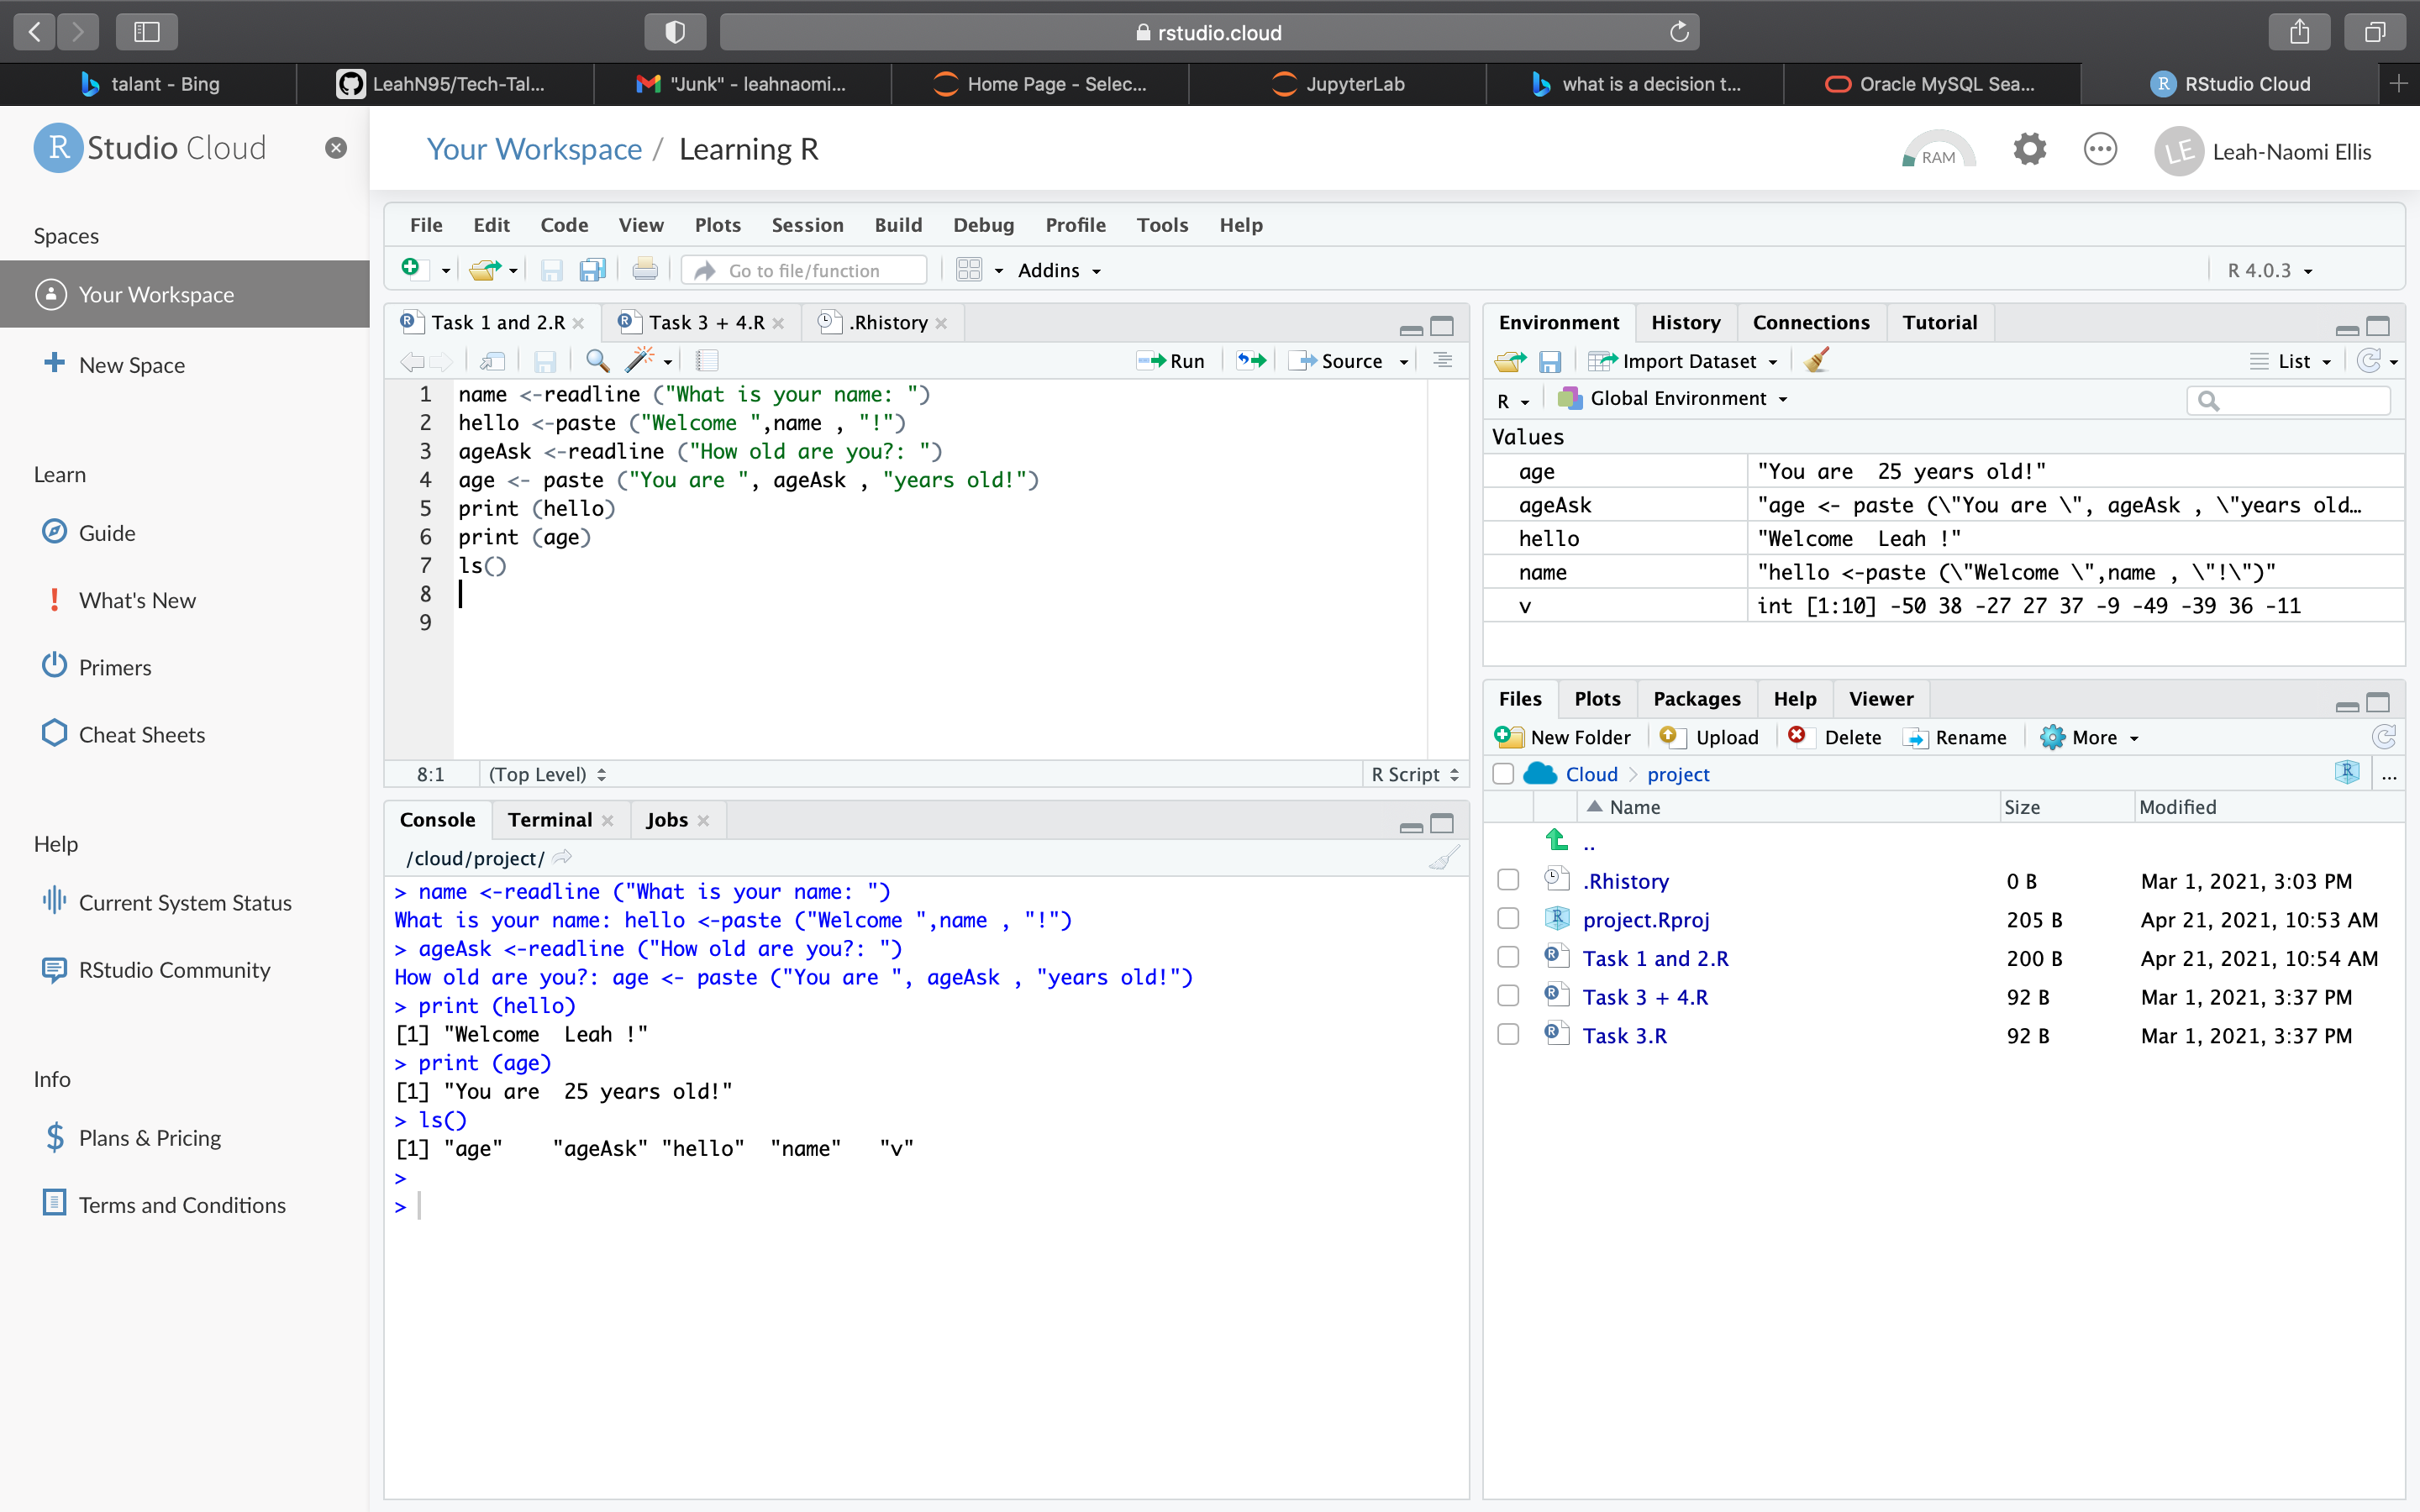 rstudio.cloud
talant - Bing
LeahN95/Tech-Tal...
"Junk" - leahnaomi...
Home Page - Selec...
JupyterLab
what is a decision t...
Oracle MySQL Sea...
R RStudio Cloud
R Studio Cloud
Your Workspace / Learning R
RAM
LE Leah-Naomi Ellis
Spaces
Your Workspace
New Space
Learn
Guide
What's New
Primers
Cheat Sheets
Help
Current System Status
RStudio Community
Info
Plans & Pricing
Terms and Conditions
File Edit Code View Plots Session Build Debug Profile Tools Help
Go to file/function Addins R 4.0.3
Task 1 and 2.R Task 3 + 4.R .Rhistory
Run Source
1 name <-readline ("What is your name: ")
2 hello <-paste ("Welcome ",name , "!")
3 ageAsk <-readline ("How old are you?: ")
4 age <- paste ("You are ", ageAsk , "years old!")
5 print (hello)
6 print (age)
7 ls()
8
9
8:1 (Top Level) R Script
Console Terminal Jobs
/cloud/project/
> name <-readline ("What is your name: ")
What is your name: hello <-paste ("Welcome ",name , "!")
> ageAsk <-readline ("How old are you?: ")
How old are you?: age <- paste ("You are ", ageAsk , "years old!")
> print (hello)
[1] "Welcome  Leah !"
> print (age)
[1] "You are  25 years old!"
> ls()
[1] "age"    "ageAsk" "hello"  "name"   "v"
>
>
Environment History Connections Tutorial
Import Dataset List
R Global Environment
Values
age "You are  25 years old!"
ageAsk "age <- paste (\"You are \", ageAsk , \"years old…
hello "Welcome  Leah !"
name "hello <-paste (\"Welcome \",name , \"!\")"
v int [1:10] -50 38 -27 27 37 -9 -49 -39 36 -11
Files Plots Packages Help Viewer
New Folder Upload Delete Rename More
Cloud > project R ...
Name Size Modified
..
.Rhistory 0 B Mar 1, 2021, 3:03 PM
project.Rproj 205 B Apr 21, 2021, 10:53 AM
Task 1 and 2.R 200 B Apr 21, 2021, 10:54 AM
Task 3 + 4.R 92 B Mar 1, 2021, 3:37 PM
Task 3.R 92 B Mar 1, 2021, 3:37 PM